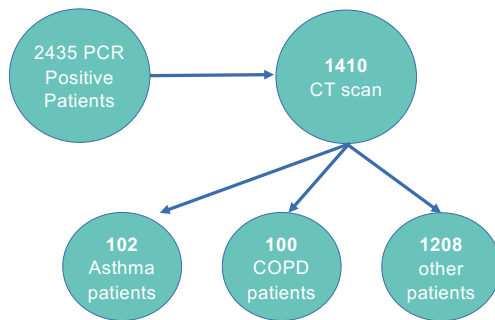 2435 PCR
Positive
Patients
1410
CT scan
102
Asthma
patients
100
COPD
patients
1208
other
patients